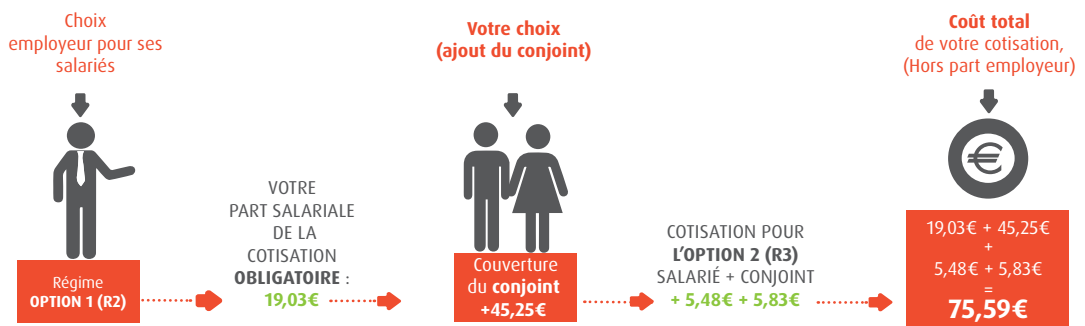 Choix
employeur pour ses
salariés
Régime
OPTION 1 (R2)
VOTRE
PART SALARIALE
DE LA
COTISATION
OBLIGATOIRE :
19,03€
Votre choix
(ajout du conjoint)
Couverture
du conjoint
+45,25€
COTISATION POUR
L'OPTION 2 (R3)
SALARIÉ + CONJOINT
+ 5,48€ + 5,83€
Coût total
de votre cotisation,
(Hors part employeur)
€
19,03€ + 45,25€
+
5,48€ + 5,83€
=
75,59€